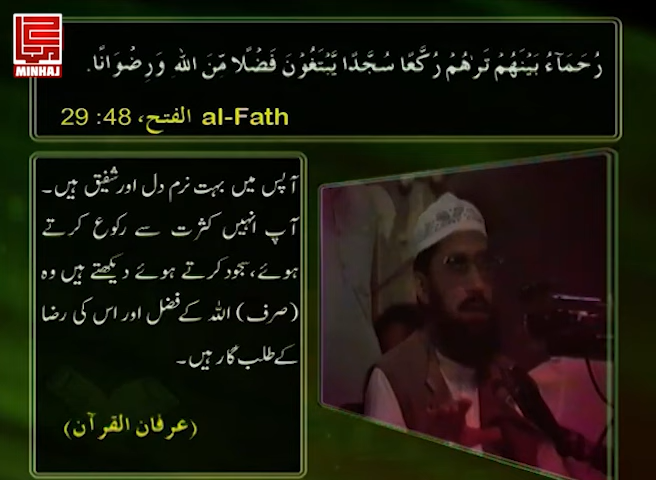 MINHAJ
رُحَمَآءُ بَيْنَهُمْ تَرٰهُمْ رُكَّعًا سُجَّدًا يَّبْتَغُوْنَ فَضْلًا مِّنَ اللهِ وَرِضْوَانًا.
al-Fath الفتح، 48: 29
آپس میں بہت نرم دل اور شفیق ہیں۔
آپ انہیں کثرت سے رکوع کرتے
ہوئے، سجود کرتے ہوئے دیکھتے ہیں وہ
(صرف) اللہ کے فضل اور اس کی رضا
کے طلب گار ہیں۔
(عرفان القرآن)